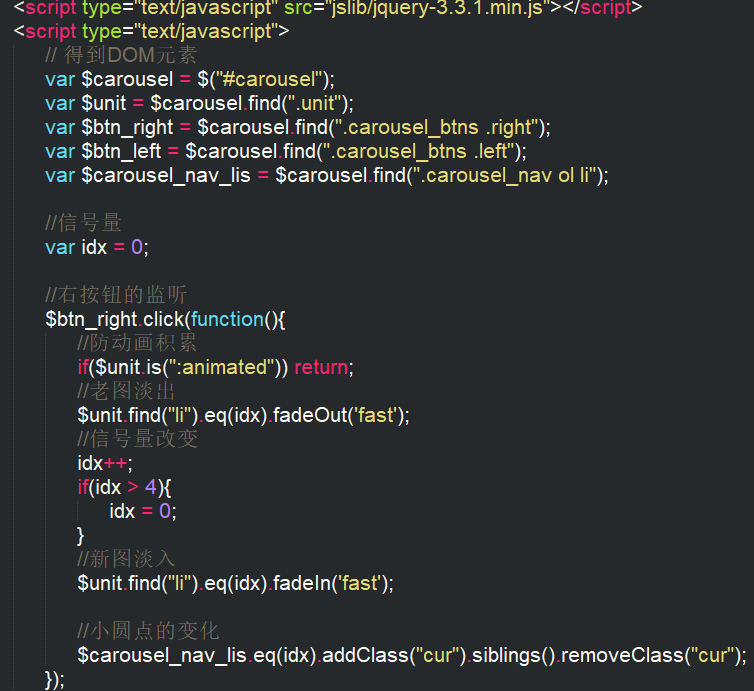 <script type="text/javascript" src="jslib/jquery-3.3.1.min.js"></script>
<script type="text/javascript">
// 得到DOM元素
var $carousel = $("#carousel");
var $unit = $carousel.find(".unit");
var $btn_right = $carousel.find(".carousel_btns .right");
var $btn_left = $carousel.find(".carousel_btns .left");
var $carousel_nav_lis = $carousel.find(".carousel_nav ol li");
//信号量
var idx = 0;
//右按钮的监听
$btn_right.click(function(){
//防动画积累
if($unit.is(":animated")) return;
//老图淡出
$unit.find("li").eq(idx).fadeOut('fast');
//信号量改变
idx++;
if(idx > 4){
idx = 0;
}
//新图淡入
$unit.find("li").eq(idx).fadeIn('fast');
//小圆点的变化
$carousel_nav_lis.eq(idx).addClass("cur").siblings().removeClass("cur");
});